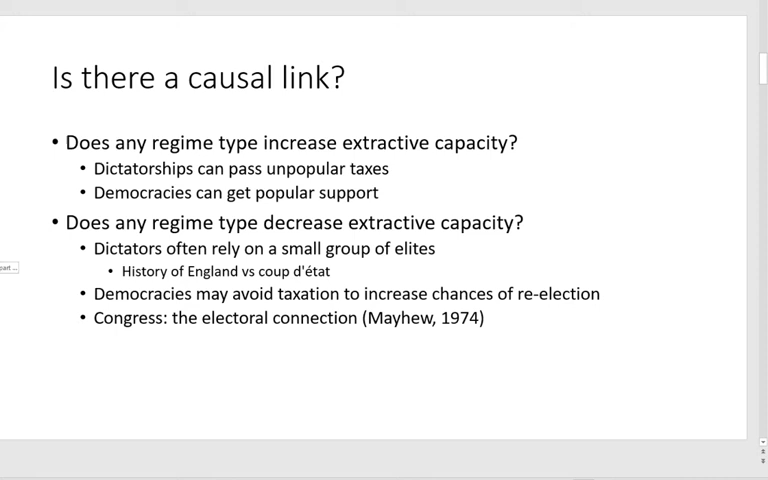 Is there a causal link?
• Does any regime type increase extractive capacity?
• Dictatorships can pass unpopular taxes
• Democracies can get popular support
• Does any regime type decrease extractive capacity?
• Dictators often rely on a small group of elites
• History of England vs coup d'état
• Democracies may avoid taxation to increase chances of re-election
• Congress: the electoral connection (Mayhew, 1974)
part ...